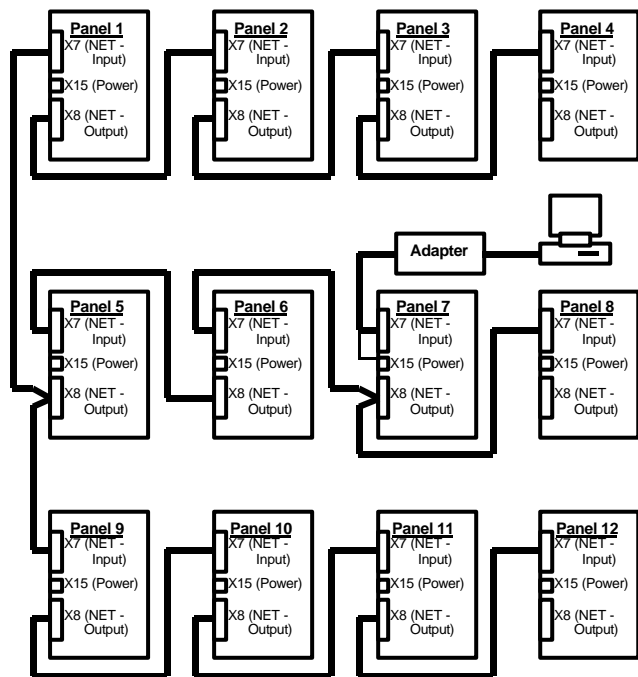 Panel 1
X7 (NET -
Input)
X15 (Power)
X8 (NET -
Output)
Panel 2
X7 (NET -
Input)
X15 (Power)
X8 (NET -
Output)
Panel 3
X7 (NET -
Input)
X15 (Power)
X8 (NET -
Output)
Panel 4
X7 (NET -
Input)
X15 (Power)
X8 (NET -
Output)
Adapter
Panel 5
X7 (NET -
Input)
X15 (Power)
X8 (NET -
Output)
Panel 6
X7 (NET -
Input)
X15 (Power)
X8 (NET -
Output)
Panel 7
X7 (NET -
Input)
X15 (Power)
X8 (NET -
Output)
Panel 8
X7 (NET -
Input)
X15 (Power)
X8 (NET -
Output)
Panel 9
X7 (NET -
Input)
X15 (Power)
X8 (NET -
Output)
Panel 10
X7 (NET -
Input)
X15 (Power)
X8 (NET -
Output)
Panel 11
X7 (NET -
Input)
X15 (Power)
X8 (NET -
Output)
Panel 12
X7 (NET -
Input)
X15 (Power)
X8 (NET -
Output)